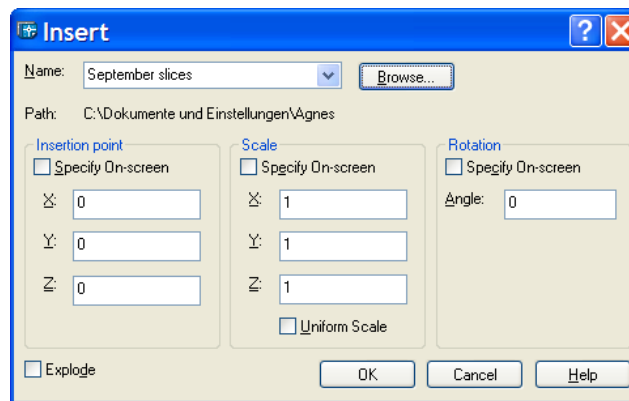 Insert
Name: September slices Browse...
Path: C:\Dokumente und Einstellungen\Agnes
Insertion point Scale Rotation
Specify On-screen Specify On-screen Specify On-screen
X: 0 X: 1 Angle: 0
Y: 0 Y: 1
Z: 0 Z: 1
Uniform Scale
Explode OK Cancel Help